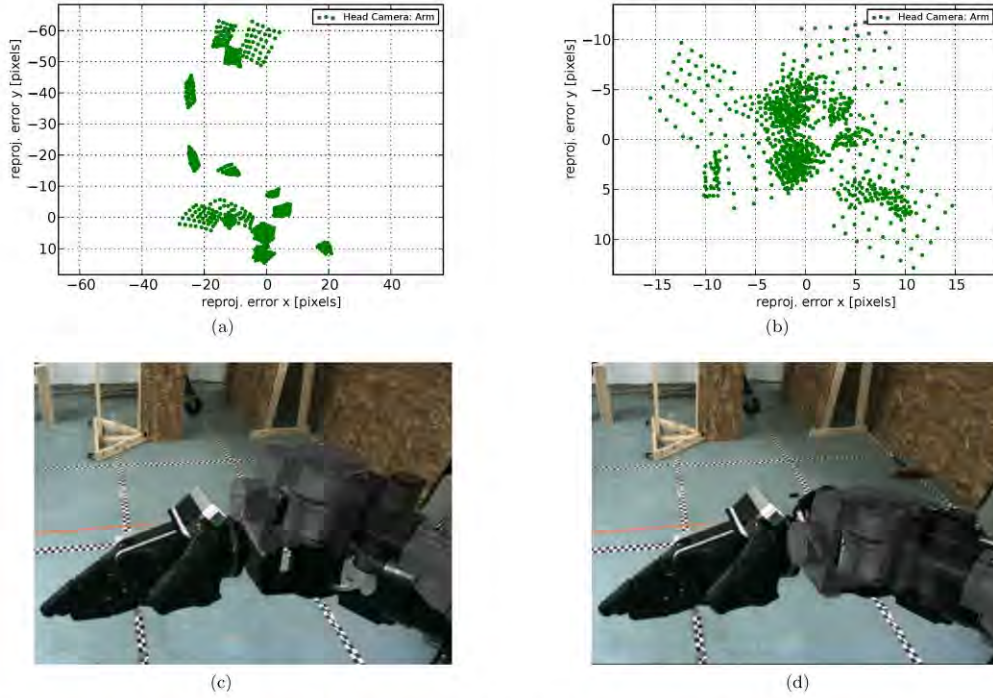 Head Camera: Arm
−60
−50
−40
−30
−20
−10
0
10
reproj. error y [pixels]
−60
−40
−20
0
20
40
reproj. error x [pixels]
(a)
Head Camera: Arm
−10
−5
0
5
10
reproj. error y [pixels]
−15
−10
−5
0
5
10
15
reproj. error x [pixels]
(b)
(c)
(d)